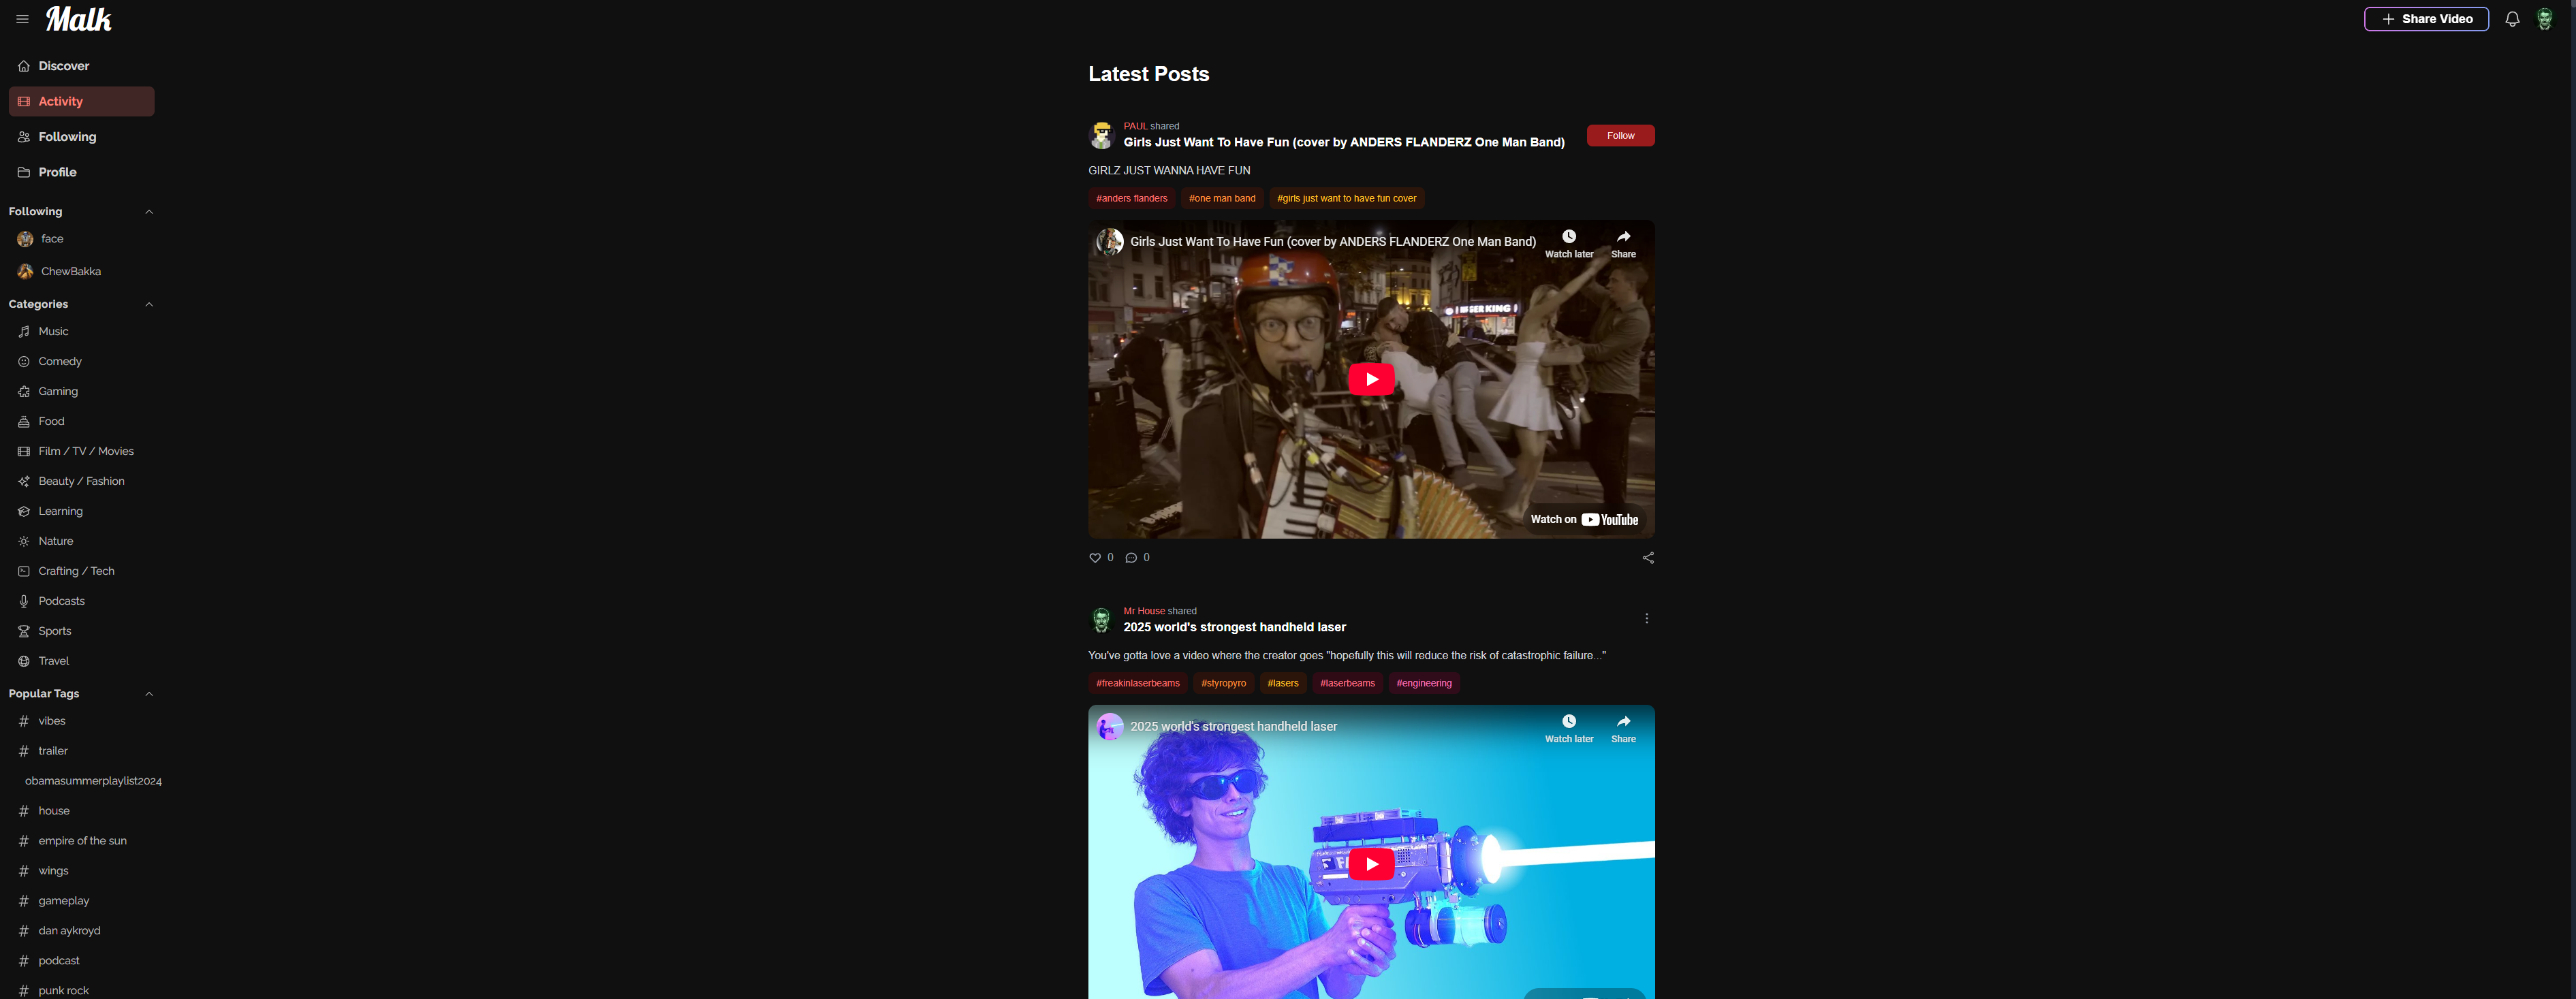 Malk
Share Video
Discover
Activity
Following
Profile
Following
face
ChewBakka
Categories
Music
Comedy
Gaming
Food
Film / TV / Movies
Beauty / Fashion
Learning
Nature
Crafting / Tech
Podcasts
Sports
Travel
Popular Tags
# vibes
# trailer
obamasummerplaylist2024
# house
# empire of the sun
# wings
# gameplay
# dan aykroyd
# podcast
# punk rock
Latest Posts
PAUL shared
Girls Just Want To Have Fun (cover by ANDERS FLANDERZ One Man Band)
Follow
GIRLZ JUST WANNA HAVE FUN
#anders flanders #one man band #girls just want to have fun cover
Girls Just Want To Have Fun (cover by ANDERS FLANDERZ One Man Band)
Watch later Share
KING
Watch on YouTube
0 0
Mr House shared
2025 world's strongest handheld laser
You've gotta love a video where the creator goes "hopefully this will reduce the risk of catastrophic failure..."
#freakinlaserbeams #styropyro #lasers #laserbeams #engineering
2025 world's strongest handheld laser
Watch later Share